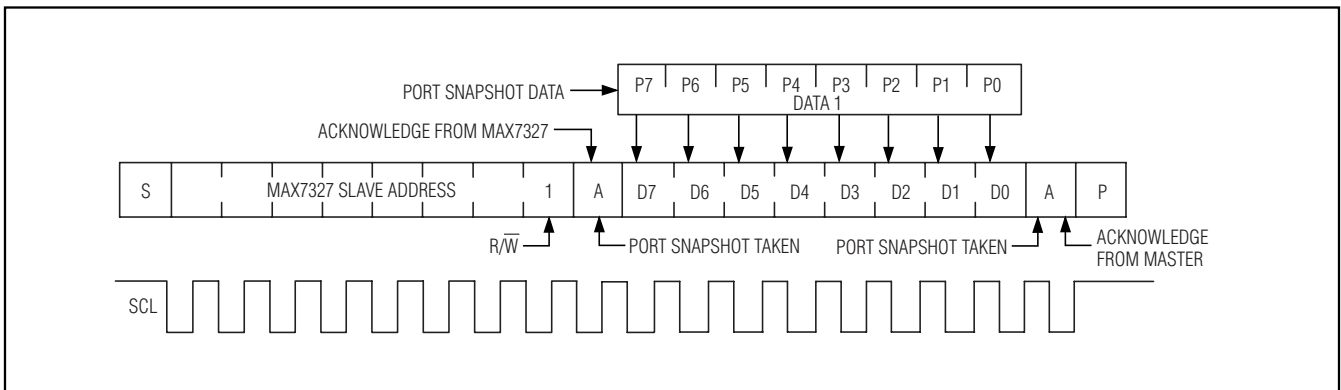 P7 P6 P5 P4 P3 P2 P1 P0
PORT SNAPSHOT DATA
DATA 1
ACKNOWLEDGE FROM MAX7327
S MAX7327 SLAVE ADDRESS 1 A D7 D6 D5 D4 D3 D2 D1 D0 A P
R/W̅ PORT SNAPSHOT TAKEN PORT SNAPSHOT TAKEN ACKNOWLEDGE
FROM MASTER
SCL